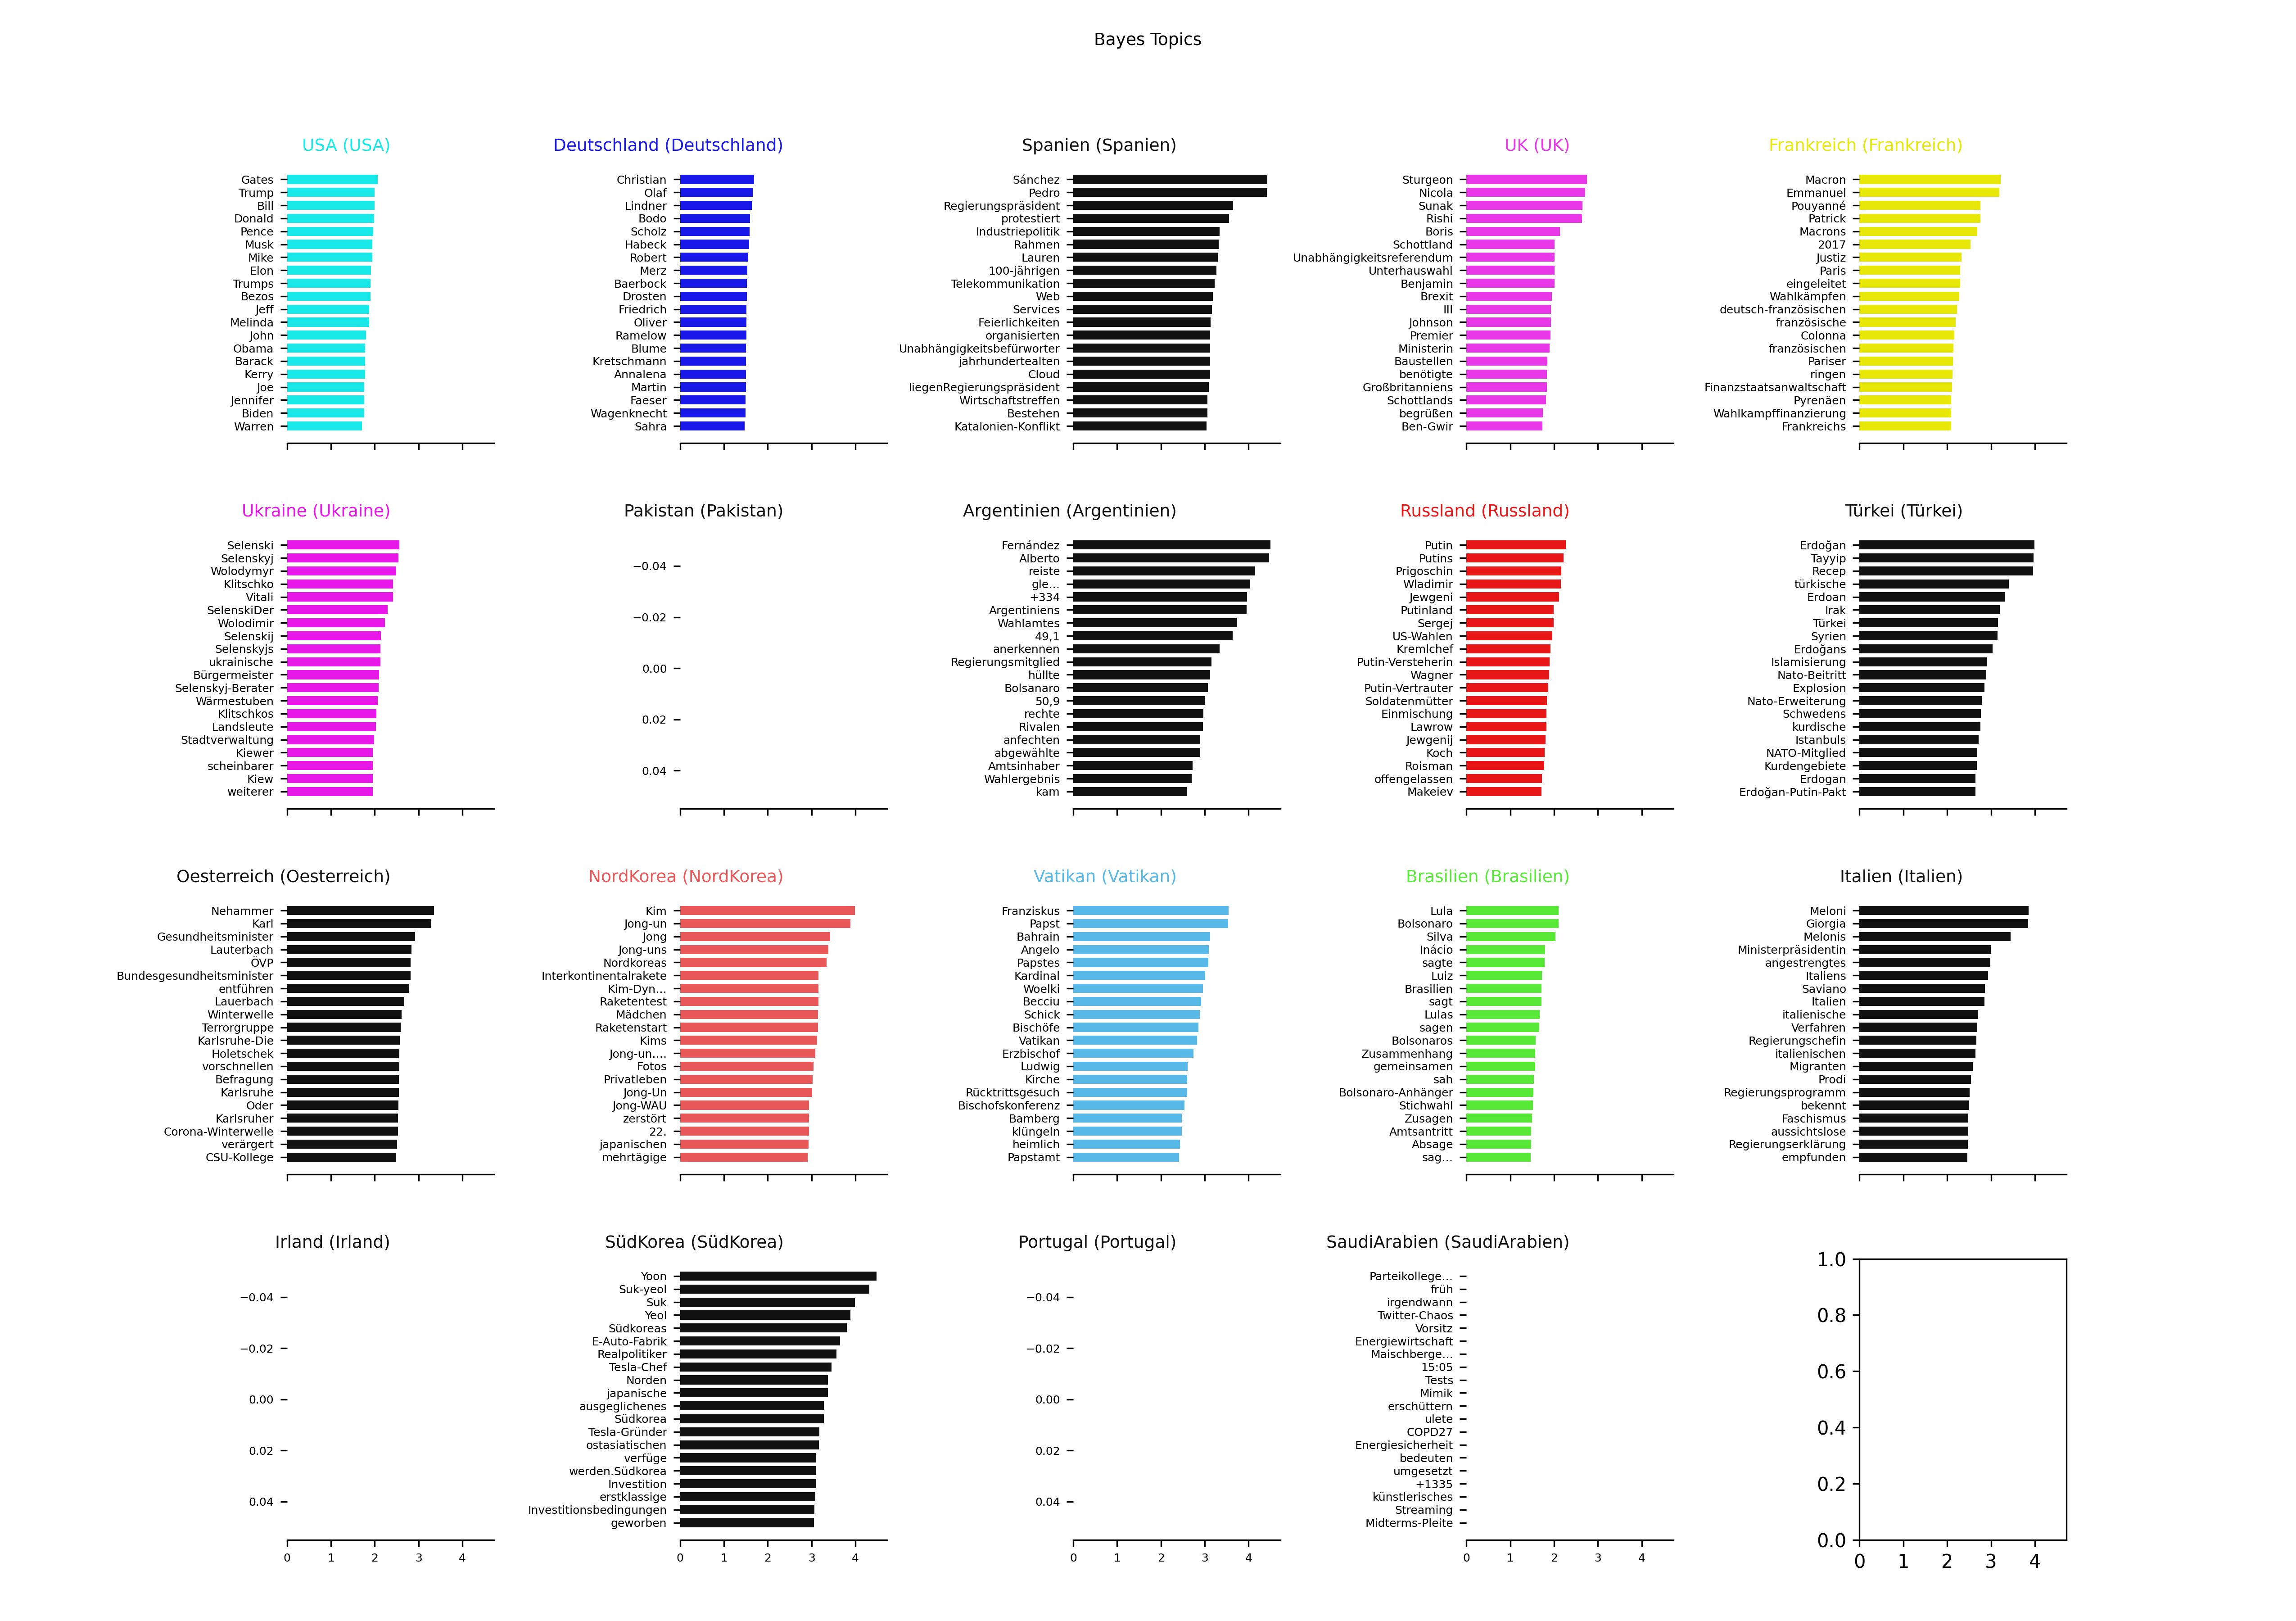 Bayes Topics
USA (USA)
Gates
Trump
Bill
Donald
Pence
Musk
Mike
Elon
Trumps
Bezos
Jeff
Melinda
John
Obama
Barack
Kerry
Joe
Jennifer
Biden
Warren
Deutschland (Deutschland)
Christian
Olaf
Lindner
Bodo
Scholz
Habeck
Robert
Merz
Baerbock
Drosten
Friedrich
Oliver
Ramelow
Blume
Kretschmann
Annalena
Martin
Faeser
Wagenknecht
Sahra
Spanien (Spanien)
Sánchez
Pedro
Regierungspräsident
protestiert
Industriepolitik
Rahmen
Lauren
100-jährigen
Telekommunikation
Web
Services
Feierlichkeiten
organisierten
Unabhängigkeitsbefürworter
jahrhundertealten
Cloud
liegenRegierungspräsident
Wirtschaftstreffen
Bestehen
Katalonien-Konflikt
UK (UK)
Sturgeon
Nicola
Sunak
Rishi
Boris
Schottland
Unabhängigkeitsreferendum
Unterhauswahl
Benjamin
Brexit
III
Johnson
Premier
Ministerin
Baustellen
benötigte
Großbritanniens
Schottlands
begrüßen
Ben-Gwir
Frankreich (Frankreich)
Macron
Emmanuel
Pouyanné
Patrick
Macrons
2017
Justiz
Paris
eingeleitet
Wahlkämpfen
deutsch-französischen
französische
Colonna
französischen
Pariser
ringen
Finanzstaatsanwaltschaft
Pyrenäen
Wahlkampffinanzierung
Frankreichs
Ukraine (Ukraine)
Selenski
Selenskyj
Wolodymyr
Klitschko
Vitali
SelenskiDer
Wolodimir
Selenskij
Selenskyjs
ukrainische
Bürgermeister
Selenskyj-Berater
Wärmestuben
Klitschkos
Landsleute
Stadtverwaltung
Kiewer
scheinbarer
Kiew
weiterer
Pakistan (Pakistan)
−0.04
−0.02
0.00
0.02
0.04
Argentinien (Argentinien)
Fernández
Alberto
reiste
gle...
+334
Argentiniens
Wahlamtes
49,1
anerkennen
Regierungsmitglied
hüllte
Bolsanaro
50,9
rechte
Rivalen
anfechten
abgewählte
Amtsinhaber
Wahlergebnis
kam
Russland (Russland)
Putin
Putins
Prigoschin
Wladimir
Jewgeni
Putinland
Sergej
US-Wahlen
Kremlchef
Putin-Versteherin
Wagner
Putin-Vertrauter
Soldatenmütter
Einmischung
Lawrow
Jewgenij
Koch
Roisman
offengelassen
Makeiev
Türkei (Türkei)
Erdoğan
Tayyip
Recep
türkische
Erdoan
Irak
Türkei
Syrien
Erdoğans
Islamisierung
Nato-Beitritt
Explosion
Nato-Erweiterung
Schwedens
kurdische
Istanbuls
NATO-Mitglied
Kurdengebiete
Erdogan
Erdoğan-Putin-Pakt
Oesterreich (Oesterreich)
Nehammer
Karl
Gesundheitsminister
Lauterbach
ÖVP
Bundesgesundheitsminister
entführen
Lauerbach
Winterwelle
Terrorgruppe
Karlsruhe-Die
Holetschek
vorschnellen
Befragung
Karlsruhe
Oder
Karlsruher
Corona-Winterwelle
verärgert
CSU-Kollege
NordKorea (NordKorea)
Kim
Jong-un
Jong
Jong-uns
Nordkoreas
Interkontinentalrakete
Kim-Dyn...
Raketentest
Mädchen
Raketenstart
Kims
Jong-un....
Fotos
Privatleben
Jong-Un
Jong-WAU
zerstört
22.
japanischen
mehrtägige
Vatikan (Vatikan)
Franziskus
Papst
Bahrain
Angelo
Papstes
Kardinal
Woelki
Becciu
Schick
Bischöfe
Vatikan
Erzbischof
Ludwig
Kirche
Rücktrittsgesuch
Bischofskonferenz
Bamberg
klüngeln
heimlich
Papstamt
Brasilien (Brasilien)
Lula
Bolsonaro
Silva
Inácio
sagte
Luiz
Brasilien
sagt
Lulas
sagen
Bolsonaros
Zusammenhang
gemeinsamen
sah
Bolsonaro-Anhänger
Stichwahl
Zusagen
Amtsantritt
Absage
sag...
Italien (Italien)
Meloni
Giorgia
Melonis
Ministerpräsidentin
angestrengtes
Italiens
Saviano
Italien
italienische
Verfahren
Regierungschefin
italienischen
Migranten
Prodi
Regierungsprogramm
bekennt
Faschismus
aussichtslose
Regierungserklärung
empfunden
Irland (Irland)
−0.04
−0.02
0.00
0.02
0.04
0 1 2 3 4
SüdKorea (SüdKorea)
Yoon
Suk-yeol
Suk
Yeol
Südkoreas
E-Auto-Fabrik
Realpolitiker
Tesla-Chef
Norden
japanische
ausgeglichenes
Südkorea
Tesla-Gründer
ostasiatischen
verfüge
werden.Südkorea
Investition
erstklassige
Investitionsbedingungen
geworben
0 1 2 3 4
Portugal (Portugal)
−0.04
−0.02
0.00
0.02
0.04
0 1 2 3 4
SaudiArabien (SaudiArabien)
Parteikollege...
früh
irgendwann
Twitter-Chaos
Vorsitz
Energiewirtschaft
Maischberge...
15:05
Tests
Mimik
erschüttern
ulete
COPD27
Energiesicherheit
bedeuten
umgesetzt
+1335
künstlerisches
Streaming
Midterms-Pleite
0 1 2 3 4
1.0
0.8
0.6
0.4
0.2
0.0
0 1 2 3 4